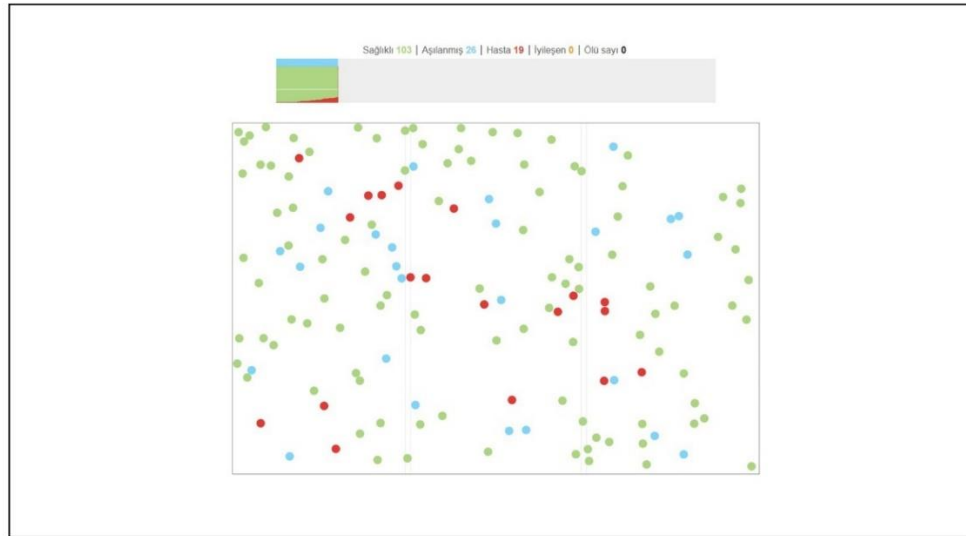 Sağlıklı 103 | Aşılanmış 26 | Hasta 19 | İyileşen 0 | Ölü sayı 0